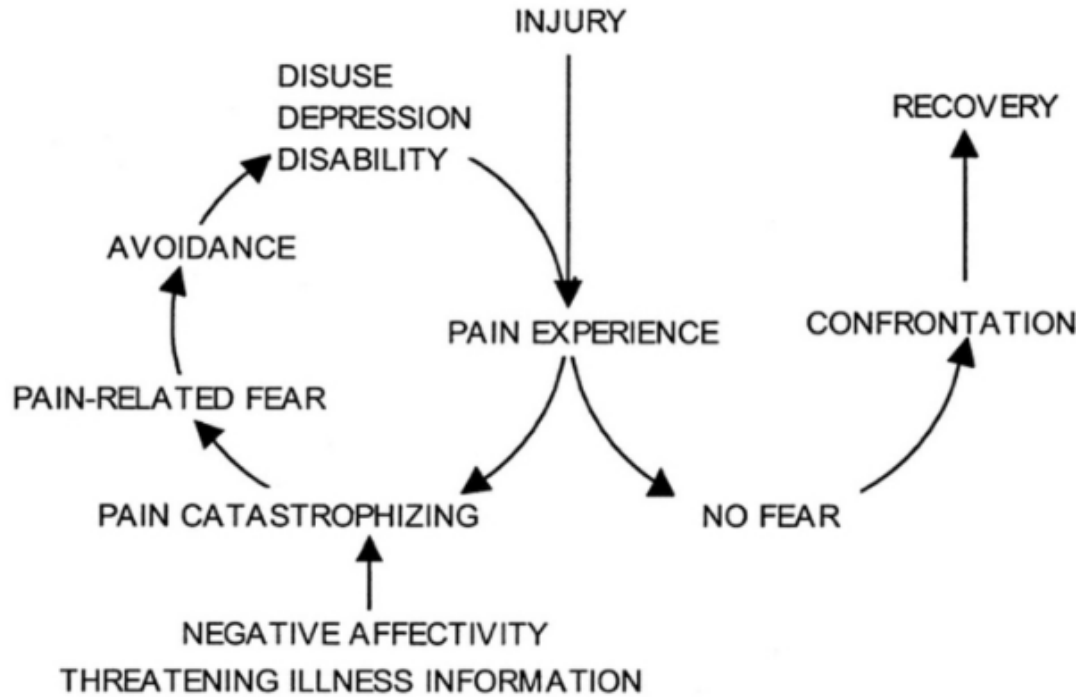 INJURY
DISUSE
DEPRESSION
DISABILITY
RECOVERY
AVOIDANCE
PAIN EXPERIENCE
CONFRONTATION
PAIN-RELATED FEAR
PAIN CATASTROPHIZING
NO FEAR
NEGATIVE AFFECTIVITY
THREATENING ILLNESS INFORMATION